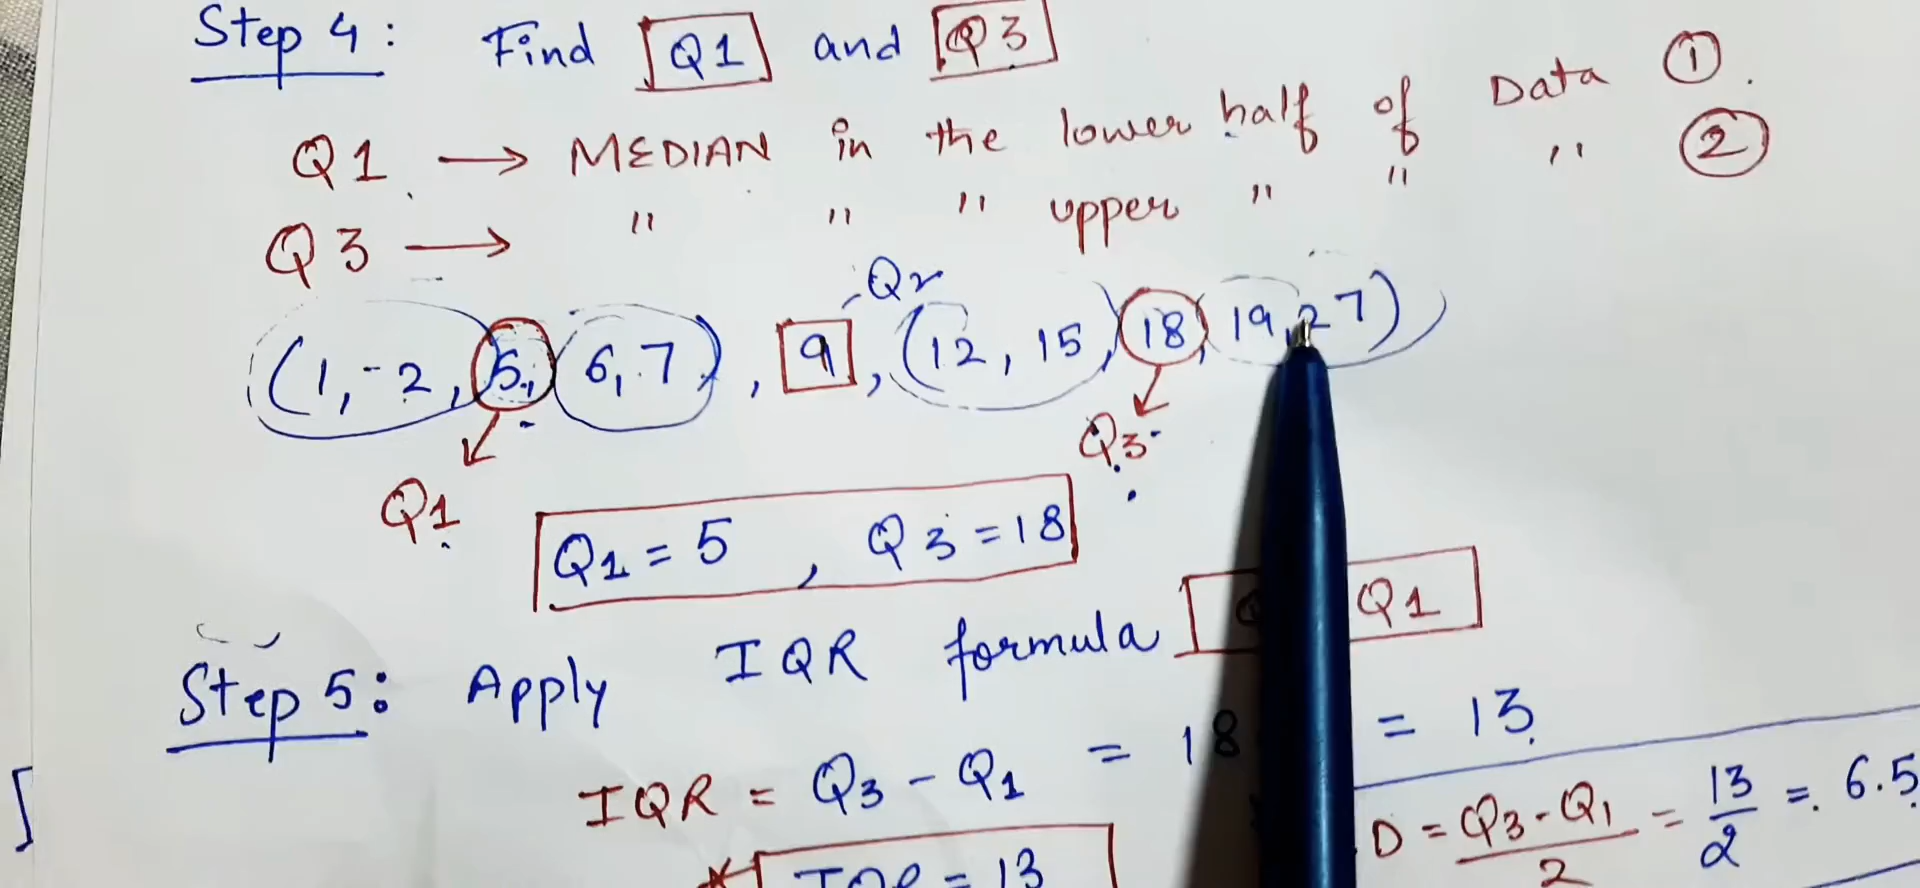 Step 4: Find Q1 and Q3
Q1 → MEDIAN in the lower half of Data ①.
Q3 → " " " upper " " " ②
Q2
(1, 2, 5, 6, 7), 9, (12, 15, 18, 19, 27)
Q1
Q3
Q1 = 5, Q3 = 18
Step 5: Apply IQR formula Q1
IQR = Q3 - Q1 = 18 = 13
D = Q3 - Q1 / 2 = 13 / 2 = 6.5
IQR = 13